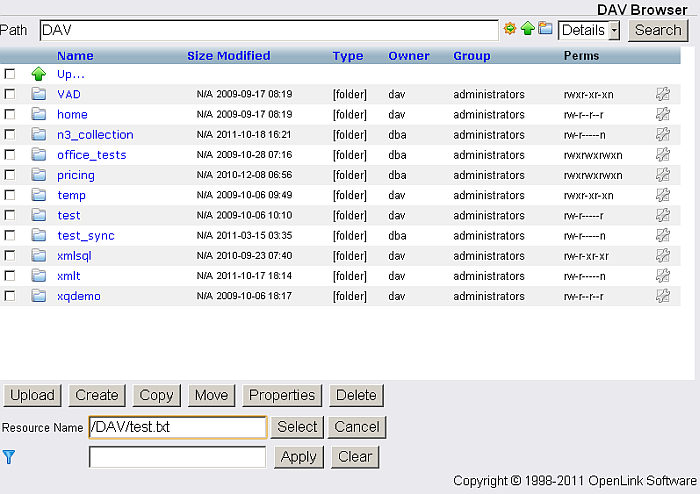 DAV Browser
Path DAV Details Search
Name Size Modified Type Owner Group Perms
Up...
VAD N/A 2009-09-17 08:19 [folder] dav administrators rwxr-xr-xn
home N/A 2009-09-17 08:19 [folder] dav administrators rw-r--r--r
n3_collection N/A 2011-10-18 16:21 [folder] dba administrators rw-r-----n
office_tests N/A 2009-10-28 07:16 [folder] dba administrators rwxrwxrwxn
pricing N/A 2010-12-08 06:56 [folder] dba administrators rwxrwxrwxn
temp N/A 2009-10-06 09:49 [folder] dav administrators rwxr-xr-xn
test N/A 2009-10-06 10:10 [folder] dav administrators rw-r-----r
test_sync N/A 2011-03-15 03:35 [folder] dba administrators rw-r-----n
xmlsql N/A 2010-09-23 07:40 [folder] dav administrators rw-r-xr-xr
xmlt N/A 2011-10-17 18:14 [folder] dav administrators rw-r-----n
xqdemo N/A 2009-10-06 18:17 [folder] dav administrators rw-r--r--r
Upload Create Copy Move Properties Delete
Resource Name /DAV/test.txt Select Cancel
Apply Clear
Copyright © 1998-2011 OpenLink Software